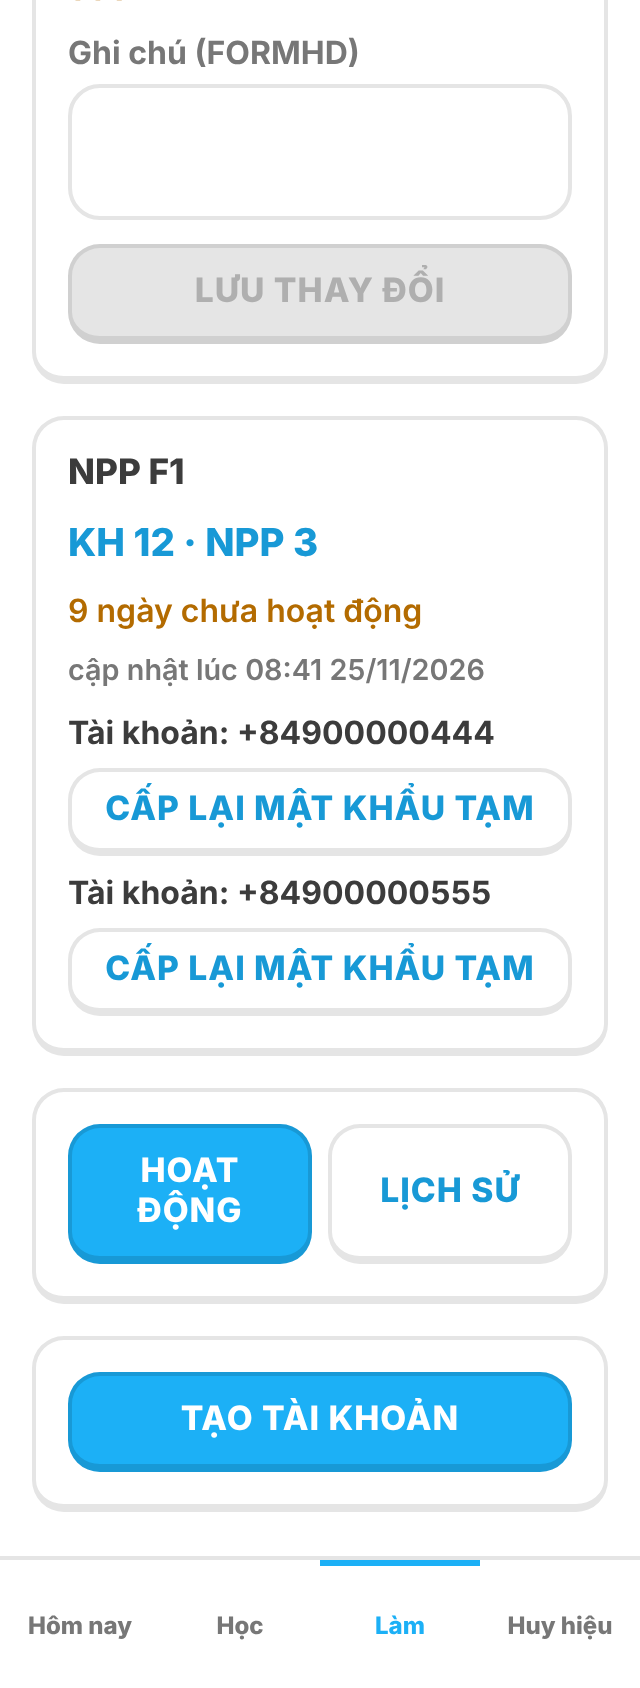 Ghi chú (FORMHD)
LƯU THAY ĐỔI
NPP F1
KH 12 · NPP 3
9 ngày chưa hoạt động
cập nhật lúc 08:41 25/11/2026
Tài khoản: +84900000444
CẤP LẠI MẬT KHẨU TẠM
Tài khoản: +84900000555
CẤP LẠI MẬT KHẨU TẠM
HOẠT
ĐỘNG
LỊCH SỬ
TẠO TÀI KHOẢN
Hôm nay
Học
Làm
Huy hiệu